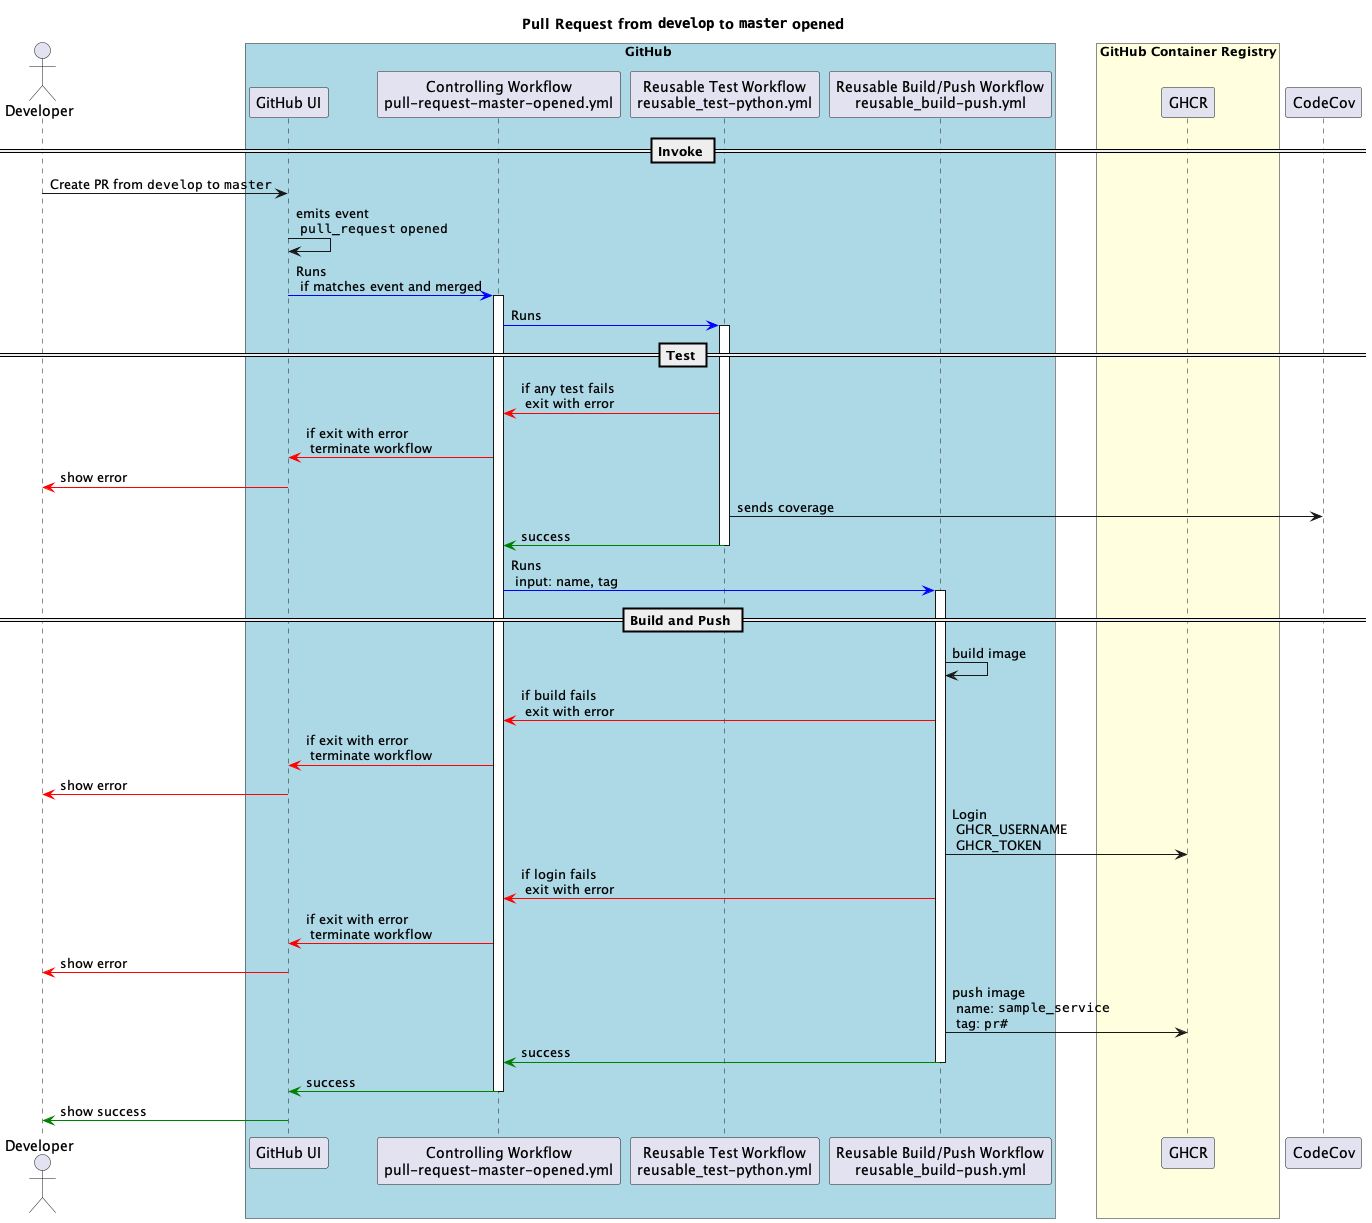 Pull Request from develop to master opened
GitHub
GitHub Container Registry
Developer
GitHub UI
Controlling Workflow
pull-request-master-opened.yml
Reusable Test Workflow
reusable_test-python.yml
Reusable Build/Push Workflow
reusable_build-push.yml
GHCR
CodeCov
Invoke
Create PR from develop to master
emits event
pull_request opened
Runs
if matches event and merged
Runs
Test
if any test fails
exit with error
if exit with error
terminate workflow
show error
sends coverage
success
Runs
input: name, tag
Build and Push
build image
if build fails
exit with error
if exit with error
terminate workflow
show error
Login
GHCR_USERNAME
GHCR_TOKEN
if login fails
exit with error
if exit with error
terminate workflow
show error
push image
name: sample_service
tag: pr#
success
success
show success
Developer
GitHub UI
Controlling Workflow
pull-request-master-opened.yml
Reusable Test Workflow
reusable_test-python.yml
Reusable Build/Push Workflow
reusable_build-push.yml
GHCR
CodeCov